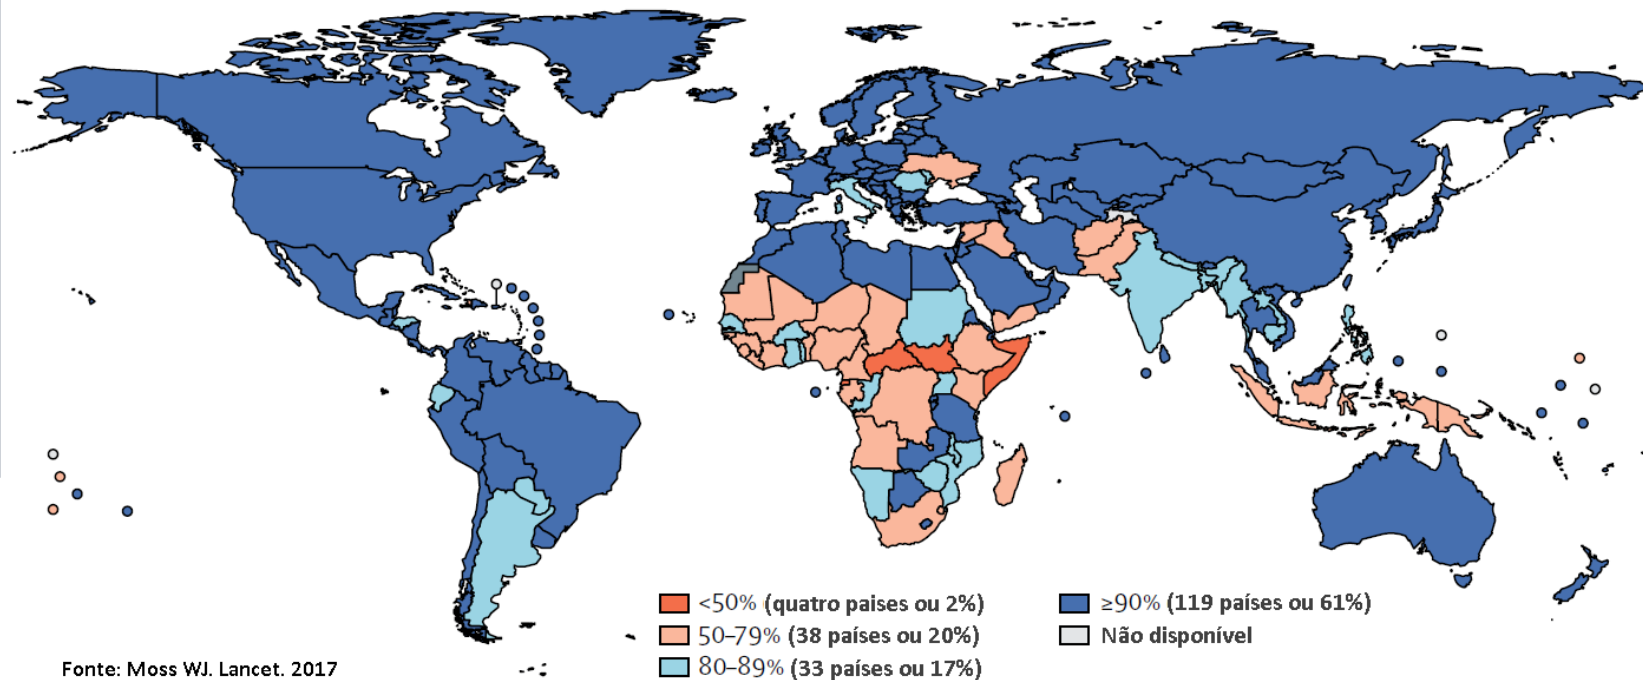 <50% (quatro paises ou 2%)
50–79% (38 países ou 20%)
80–89% (33 países ou 17%)
≥90% (119 países ou 61%)
Não disponível
Fonte: Moss WJ. Lancet. 2017